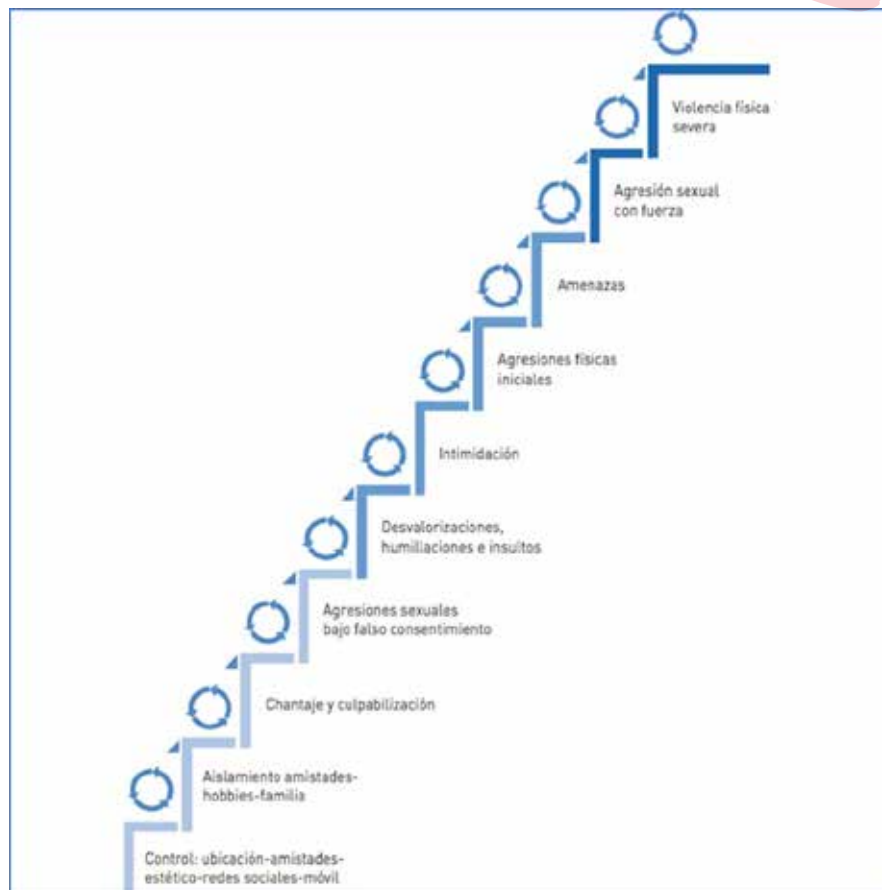 Violencia física
severa
Agresión sexual
con fuerza
Amenazas
Agresiones físicas
iniciales
Intimidación
Desvalorizaciones,
humillaciones e insultos
Agresiones sexuales
bajo falso consentimiento
Chantaje y culpabilización
Aislamiento amistades-
hobbies-familia
Control: ubicación-amistades-
estético-redes sociales-móvil